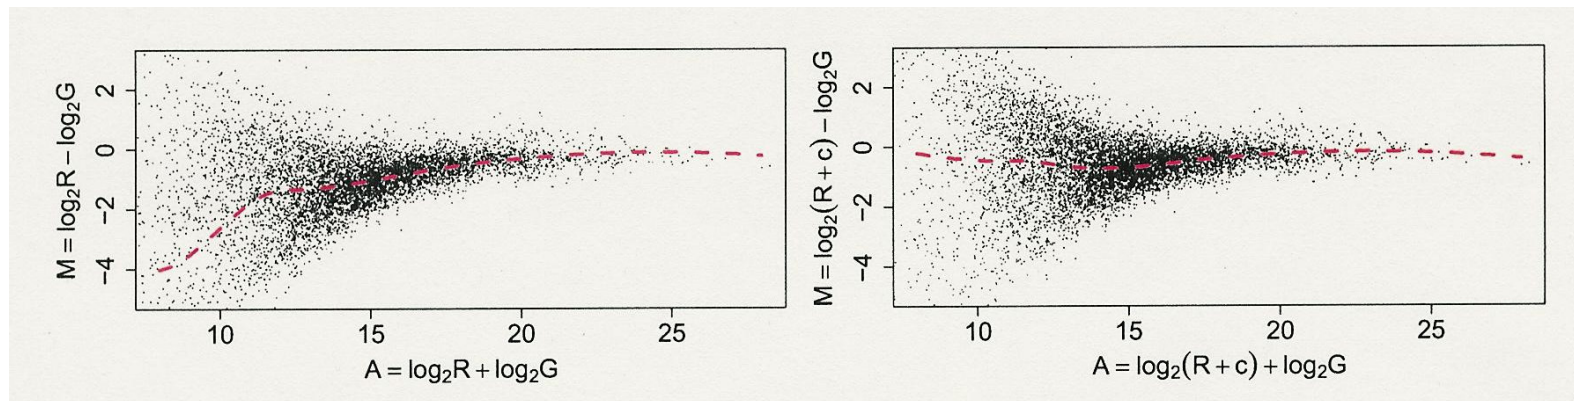 M = log₂R − log₂G
2
0
−2
−4
10 15 20 25
A = log₂R + log₂G
M = log₂(R + c) − log₂G
2
0
−2
−4
10 15 20 25
A = log₂(R + c) + log₂G